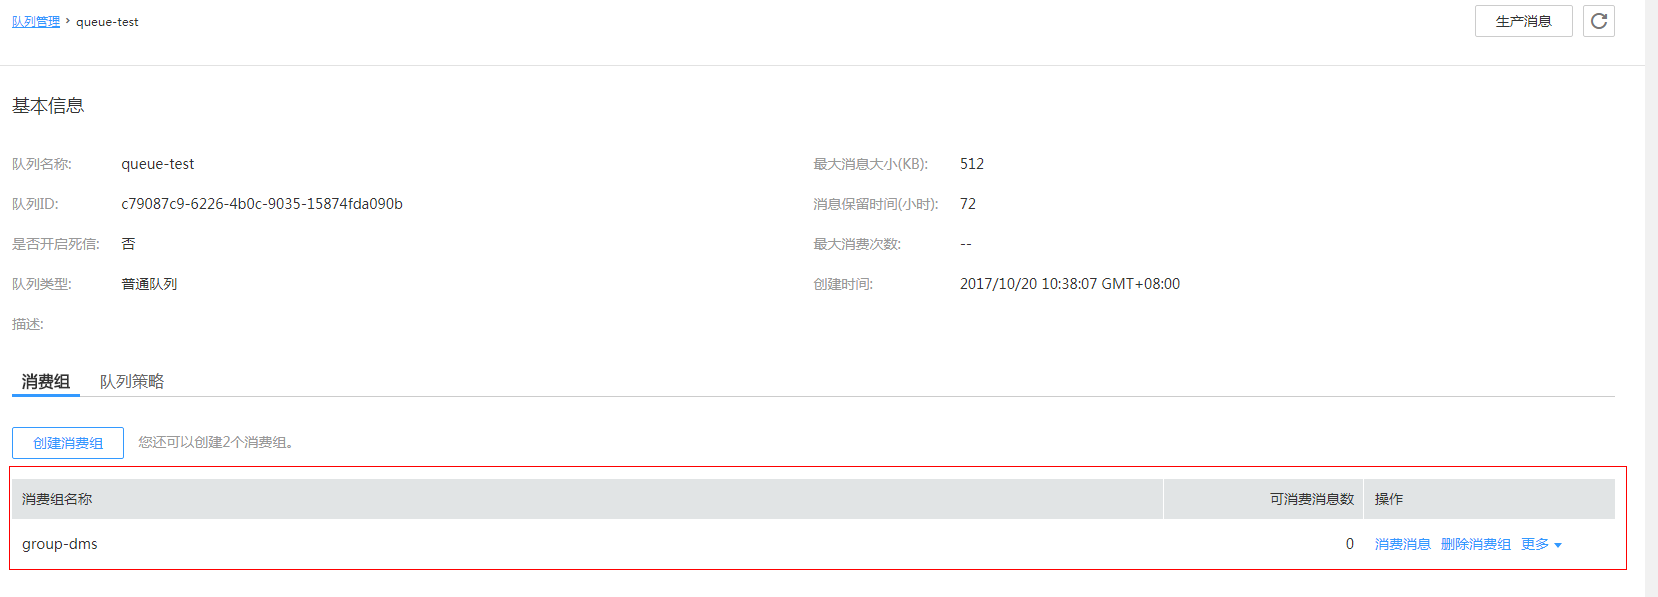 队列管理 › queue-test
生产消息
基本信息
队列名称: queue-test 最大消息大小(KB): 512
队列ID: c79087c9-6226-4b0c-9035-15874fda090b 消息保留时间(小时): 72
是否开启死信: 否 最大消费次数: --
队列类型: 普通队列 创建时间: 2017/10/20 10:38:07 GMT+08:00
描述:
消费组 队列策略
创建消费组 您还可以创建2个消费组。
消费组名称 可消费消息数 操作
group-dms 0 消费消息 删除消费组 更多